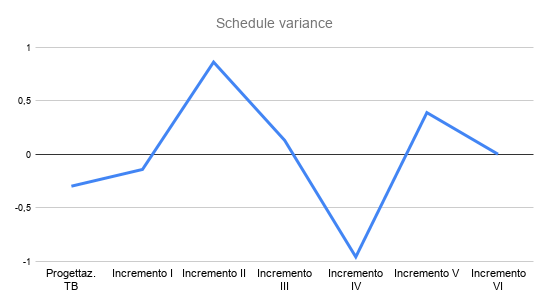 Schedule variance
1
0,5
0
-0,5
-1
Progettaz.
TB
Incremento I
Incremento II
Incremento
III
Incremento
IV
Incremento V
Incremento
VI